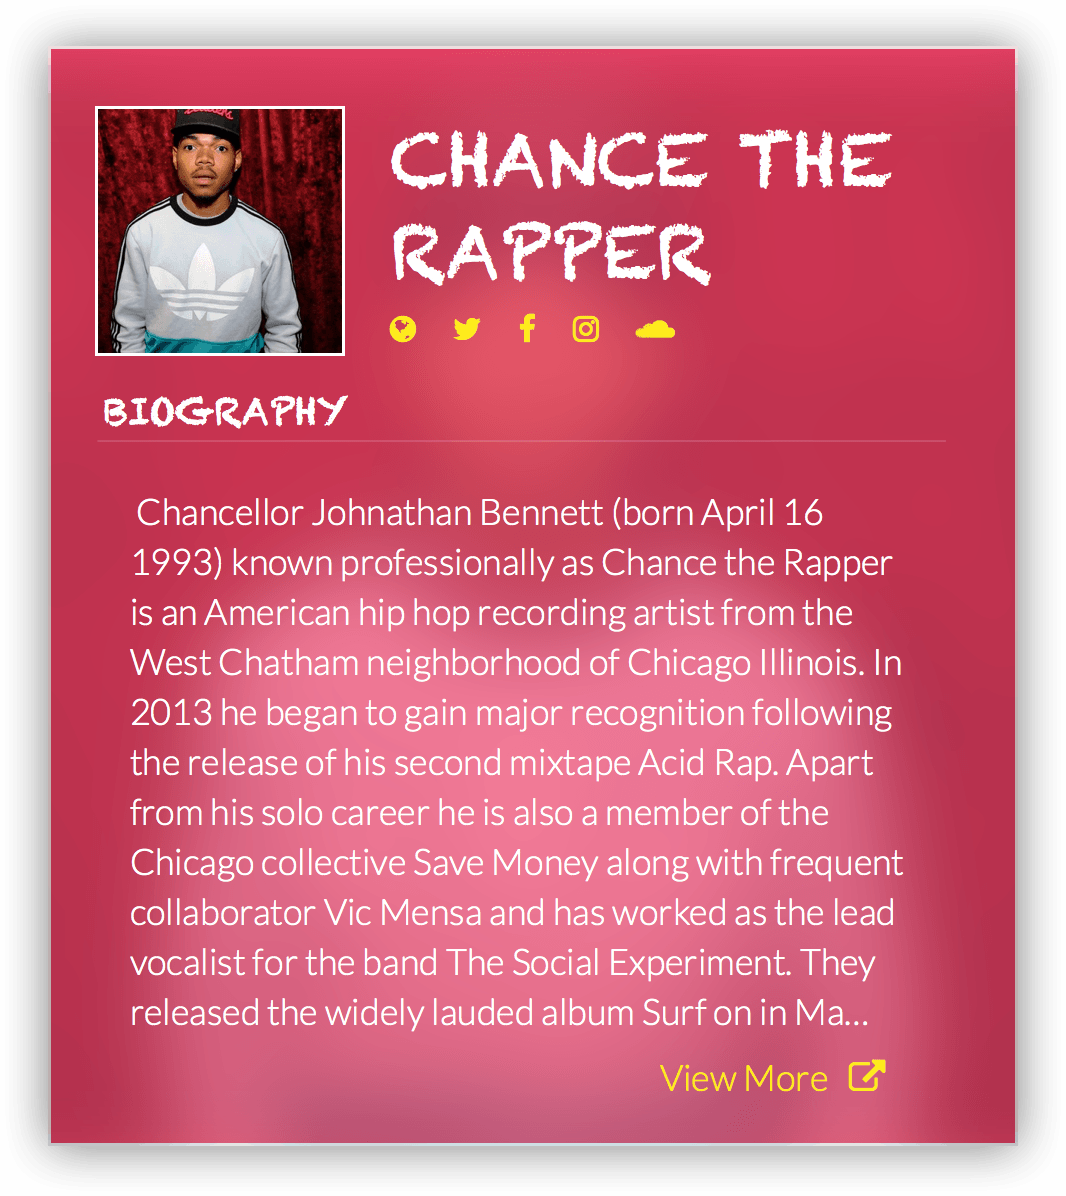 CHANCE THE
RAPPER
BIOGRAPHY
Chancellor Johnathan Bennett (born April 16
1993) known professionally as Chance the Rapper
is an American hip hop recording artist from the
West Chatham neighborhood of Chicago Illinois. In
2013 he began to gain major recognition following
the release of his second mixtape Acid Rap. Apart
from his solo career he is also a member of the
Chicago collective Save Money along with frequent
collaborator Vic Mensa and has worked as the lead
vocalist for the band The Social Experiment. They
released the widely lauded album Surf on in Ma...
View More